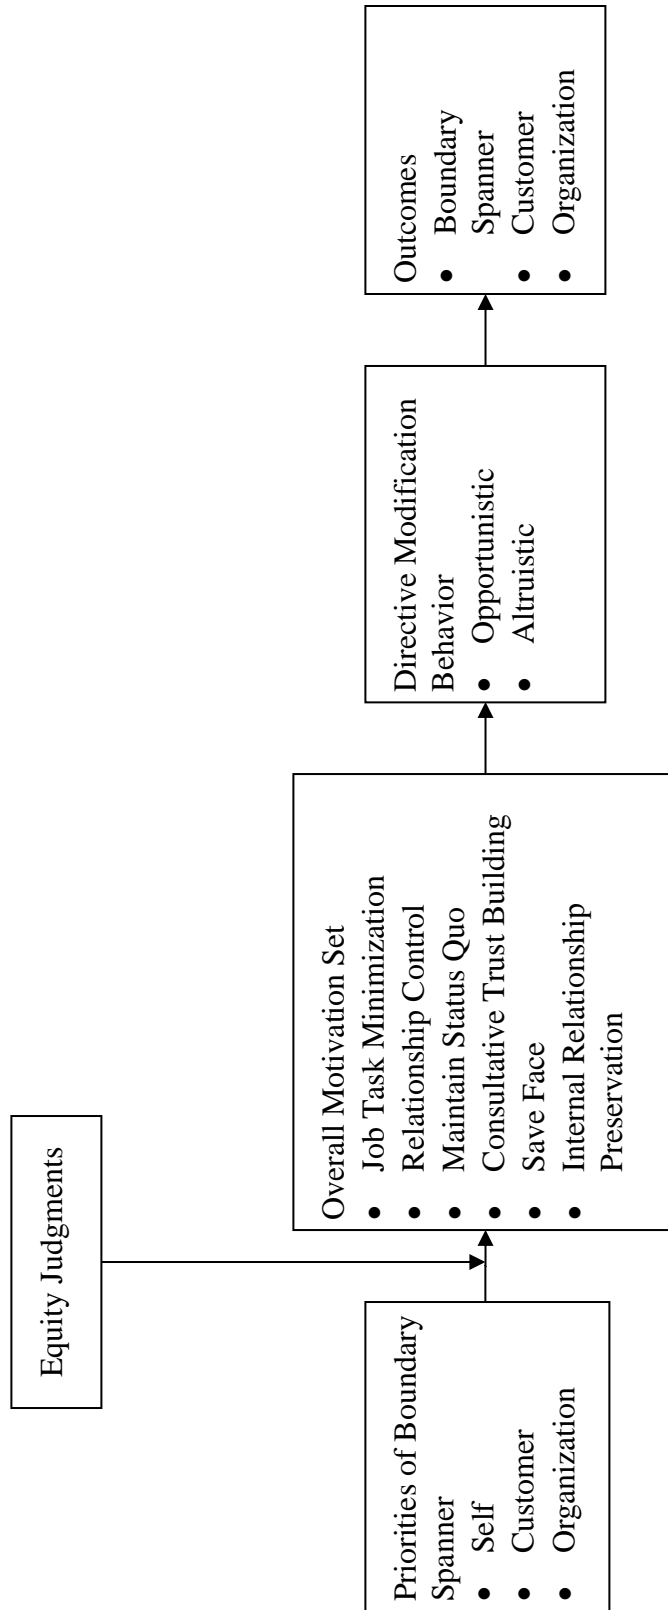 Equity Judgments
Priorities of Boundary
Spanner
● Self
● Customer
● Organization
Overall Motivation Set
● Job Task Minimization
● Relationship Control
● Maintain Status Quo
● Consultative Trust Building
● Save Face
● Internal Relationship
Preservation
Directive Modification
Behavior
● Opportunistic
● Altruistic
Outcomes
● Boundary
Spanner
● Customer
● Organization